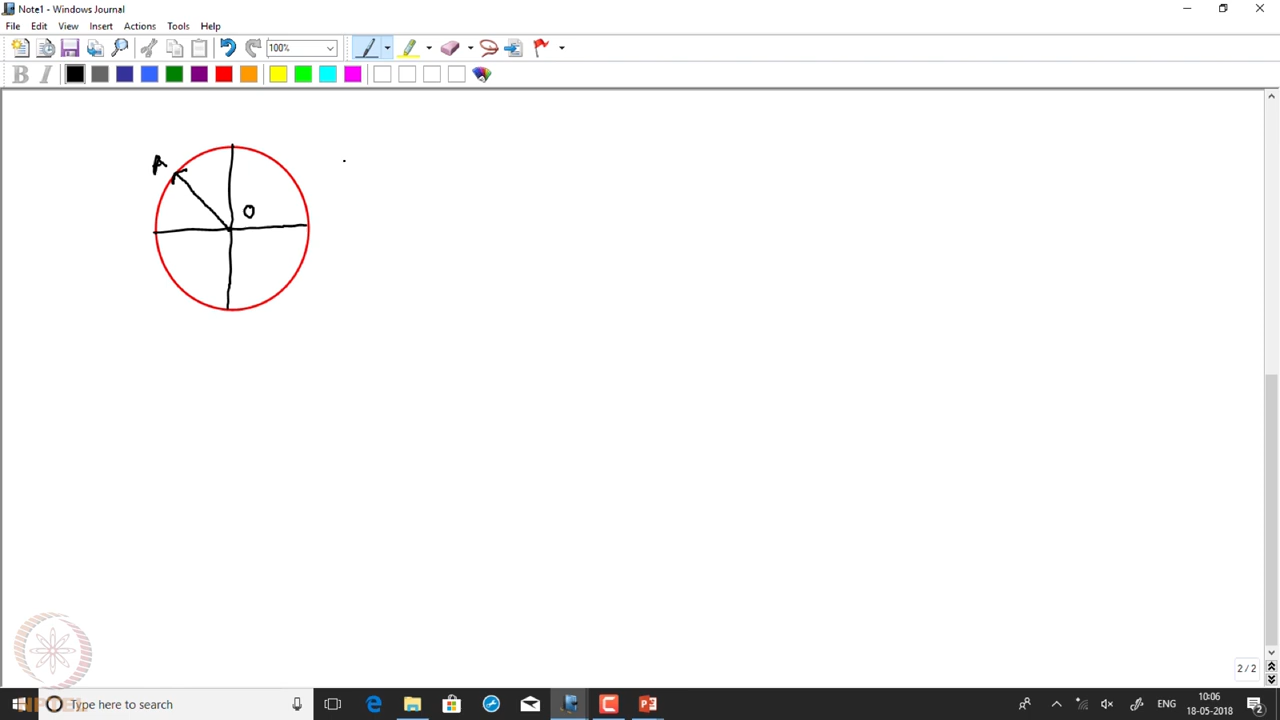 Note1 - Windows Journal
File Edit View Insert Actions Tools Help
100%
B I
A
O
2 / 2
Type here to search
ENG
10:06
18-05-2018
2